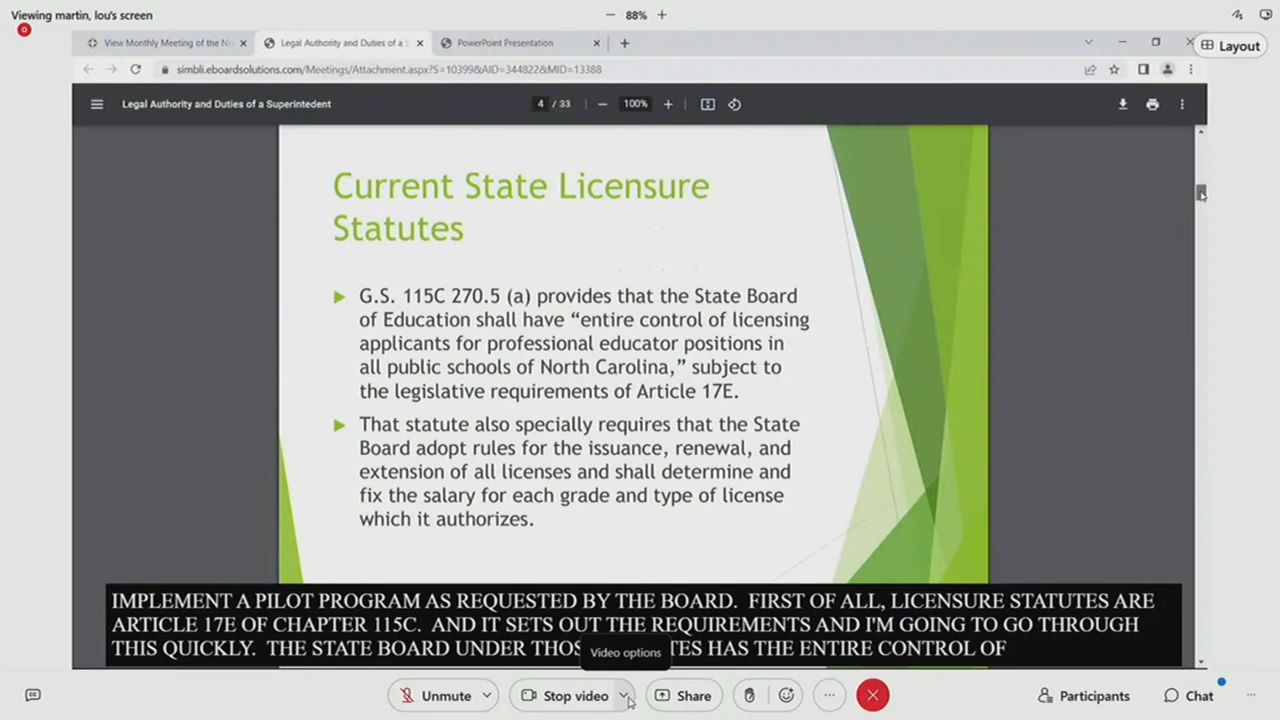 Viewing martin, lou's screen
88%
View Monthly Meeting of the No
Legal Authority and Duties of a S
PowerPoint Presentation
Layout
simbli.eboardsolutions.com/Meetings/Attachment.aspx?S=10399&AID=344822&MID=13388
Legal Authority and Duties of a Superintedent
4 / 33
100%
Current State Licensure
Statutes
G.S. 115C 270.5 (a) provides that the State Board
of Education shall have “entire control of licensing
applicants for professional educator positions in
all public schools of North Carolina,” subject to
the legislative requirements of Article 17E.
That statute also specially requires that the State
Board adopt rules for the issuance, renewal, and
extension of all licenses and shall determine and
fix the salary for each grade and type of license
which it authorizes.
IMPLEMENT A PILOT PROGRAM AS REQUESTED BY THE BOARD. FIRST OF ALL, LICENSURE STATUTES ARE
ARTICLE 17E OF CHAPTER 115C. AND IT SETS OUT THE REQUIREMENTS AND I'M GOING TO GO THROUGH
THIS QUICKLY. THE STATE BOARD UNDER THOS TES HAS THE ENTIRE CONTROL OF
Video options
Unmute
Stop video
Share
Participants
Chat